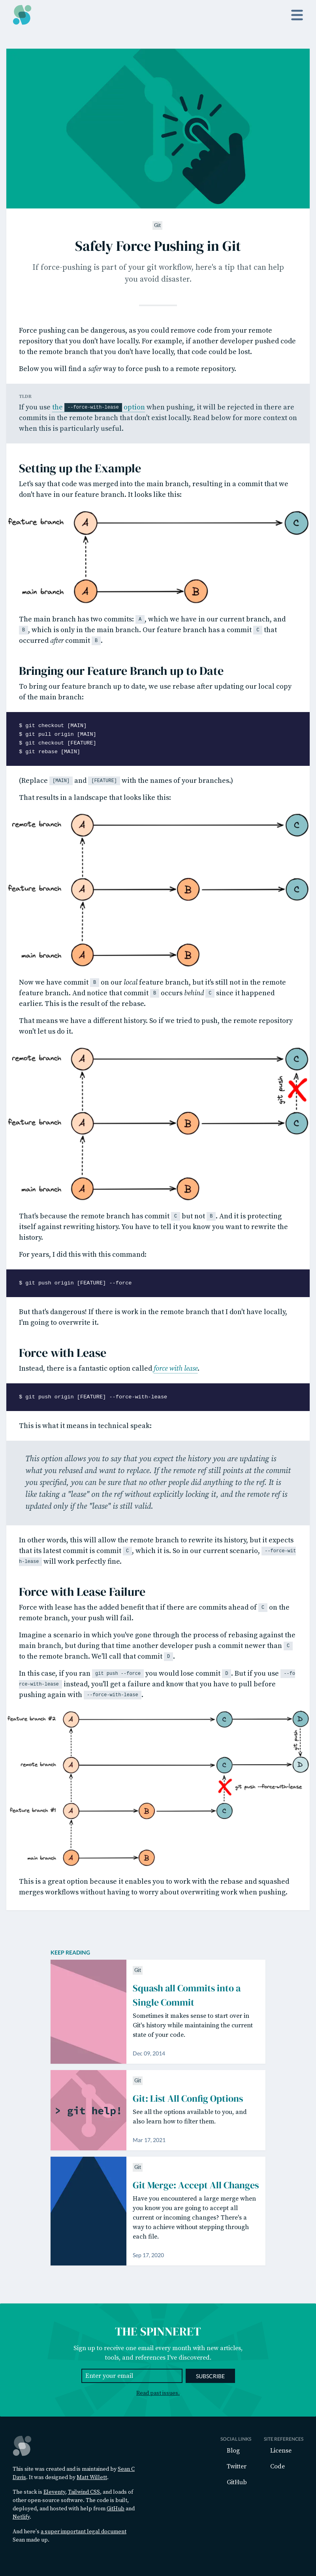 Git
Safely Force Pushing in Git
If force-pushing is part of your git workflow, here's a tip that can help
you avoid disaster.
Force pushing can be dangerous, as you could remove code from your remote
repository that you don't have locally. For example, if another developer pushed code
to the remote branch that you don't have locally, that code could be lost.
Below you will find a safer way to force push to a remote repository.
TLDR
If you use the --force-with-lease option when pushing, it will be rejected in there are
commits in the remote branch that don't exist locally. Read below for more context on
when this is particularly useful.
Setting up the Example
Let's say that code was merged into the main branch, resulting in a commit that we
don't have in our feature branch. It looks like this:
feature branch A C
main branch A B
The main branch has two commits: A, which we have in our current branch, and
B, which is only in the main branch. Our feature branch has a commit C that
occurred after commit B.
Bringing our Feature Branch up to Date
To bring our feature branch up to date, we use rebase after updating our local copy
of the main branch:
$ git checkout [MAIN]
$ git pull origin [MAIN]
$ git checkout [FEATURE]
$ git rebase [MAIN]
(Replace [MAIN] and [FEATURE] with the names of your branches.)
That results in a landscape that looks like this:
remote branch A C
feature branch A B C
main branch A B
Now we have commit B on our local feature branch, but it's still not in the remote
feature branch. And notice that commit B occurs behind C since it happened
earlier. This is the result of the rebase.
That means we have a different history. So if we tried to push, the remote repository
won't let us do it.
remote branch A C
git push
feature branch A B C
main branch A B
That's because the remote branch has commit C but not B. And it is protecting
itself against rewriting history. You have to tell it you know you want to rewrite the
history.
For years, I did this with this command:
$ git push origin [FEATURE] --force
But that's dangerous! If there is work in the remote branch that I don't have locally,
I'm going to overwrite it.
Force with Lease
Instead, there is a fantastic option called force with lease.
$ git push origin [FEATURE] --force-with-lease
This is what it means in technical speak:
This option allows you to say that you expect the history you are updating is
what you rebased and want to replace. If the remote ref still points at the commit
you specified, you can be sure that no other people did anything to the ref. It is
like taking a "lease" on the ref without explicitly locking it, and the remote ref is
updated only if the "lease" is still valid.
In other words, this will allow the remote branch to rewrite its history, but it expects
that its latest commit is commit C, which it is. So in our current scenario, --force-wit
h-lease will work perfectly fine.
Force with Lease Failure
Force with lease has the added benefit that if there are commits ahead of C on the
remote branch, your push will fail.
Imagine a scenario in which you've gone through the process of rebasing against the
main branch, but during that time another developer push a commit newer than C
to the remote branch. We'll call that commit D.
In this case, if you ran git push --force you would lose commit D. But if you use --fo
rce-with-lease instead, you'll get a failure and know that you have to pull before
pushing again with --force-with-lease.
feature branch #2 A C D
git push
remote branch A C D
git push --force-with-lease
feature branch #1 A B C
main branch A B
This is a great option because it enables you to work with the rebase and squashed
merges workflows without having to worry about overwriting work when pushing.
KEEP READING
Git
Squash all Commits into a
Single Commit
Sometimes it makes sense to start over in
Git's history while maintaining the current
state of your code.
Dec 09, 2014
> git help!
Git
Git: List All Config Options
See all the options available to you, and
also learn how to filter them.
Mar 17, 2021
Git
Git Merge: Accept All Changes
Have you encountered a large merge when
you know you are going to accept all
current or incoming changes? There's a
way to achieve without stepping through
each file.
Sep 17, 2020
THE SPINNERET
Sign up to receive one email every month with new articles,
tools, and references I've discovered.
Enter your email SUBSCRIBE
Read past issues.
This site was created and is maintained by Sean C
Davis. It was designed by Matt Willett.
The stack is Eleventy, Tailwind CSS, and loads of
other open-source software. The code is built,
deployed, and hosted with help from GitHub and
Netlify.
And here's a super important legal document
Sean made up.
SOCIAL LINKS
Blog
Twitter
GitHub
SITE REFERENCES
License
Code